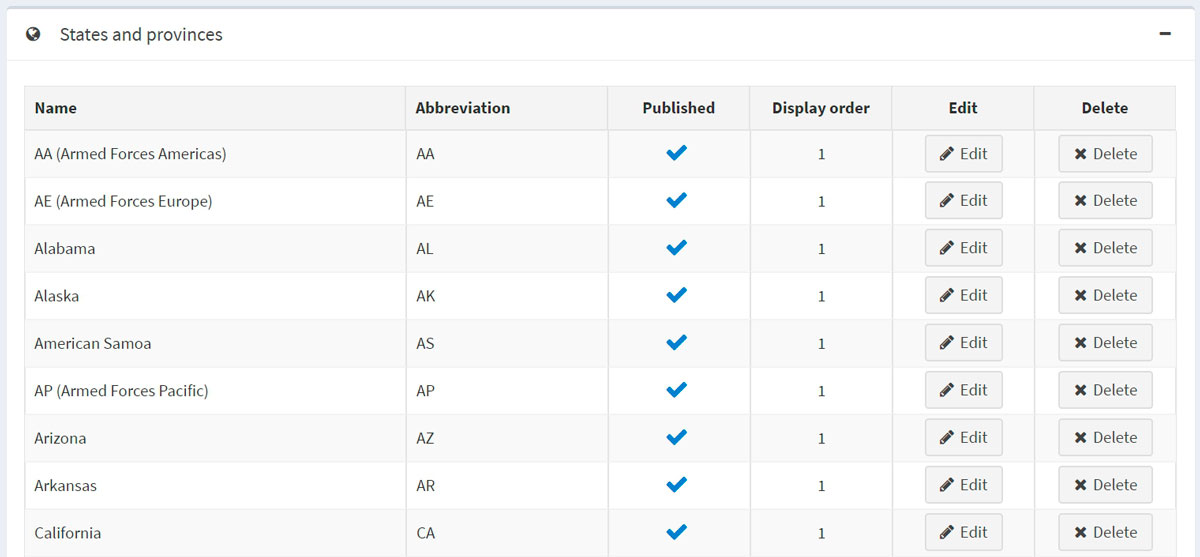 States and provinces
Name Abbreviation Published Display order Edit Delete
AA (Armed Forces Americas) AA 1 Edit Delete
AE (Armed Forces Europe) AE 1 Edit Delete
Alabama AL 1 Edit Delete
Alaska AK 1 Edit Delete
American Samoa AS 1 Edit Delete
AP (Armed Forces Pacific) AP 1 Edit Delete
Arizona AZ 1 Edit Delete
Arkansas AR 1 Edit Delete
California CA 1 Edit Delete